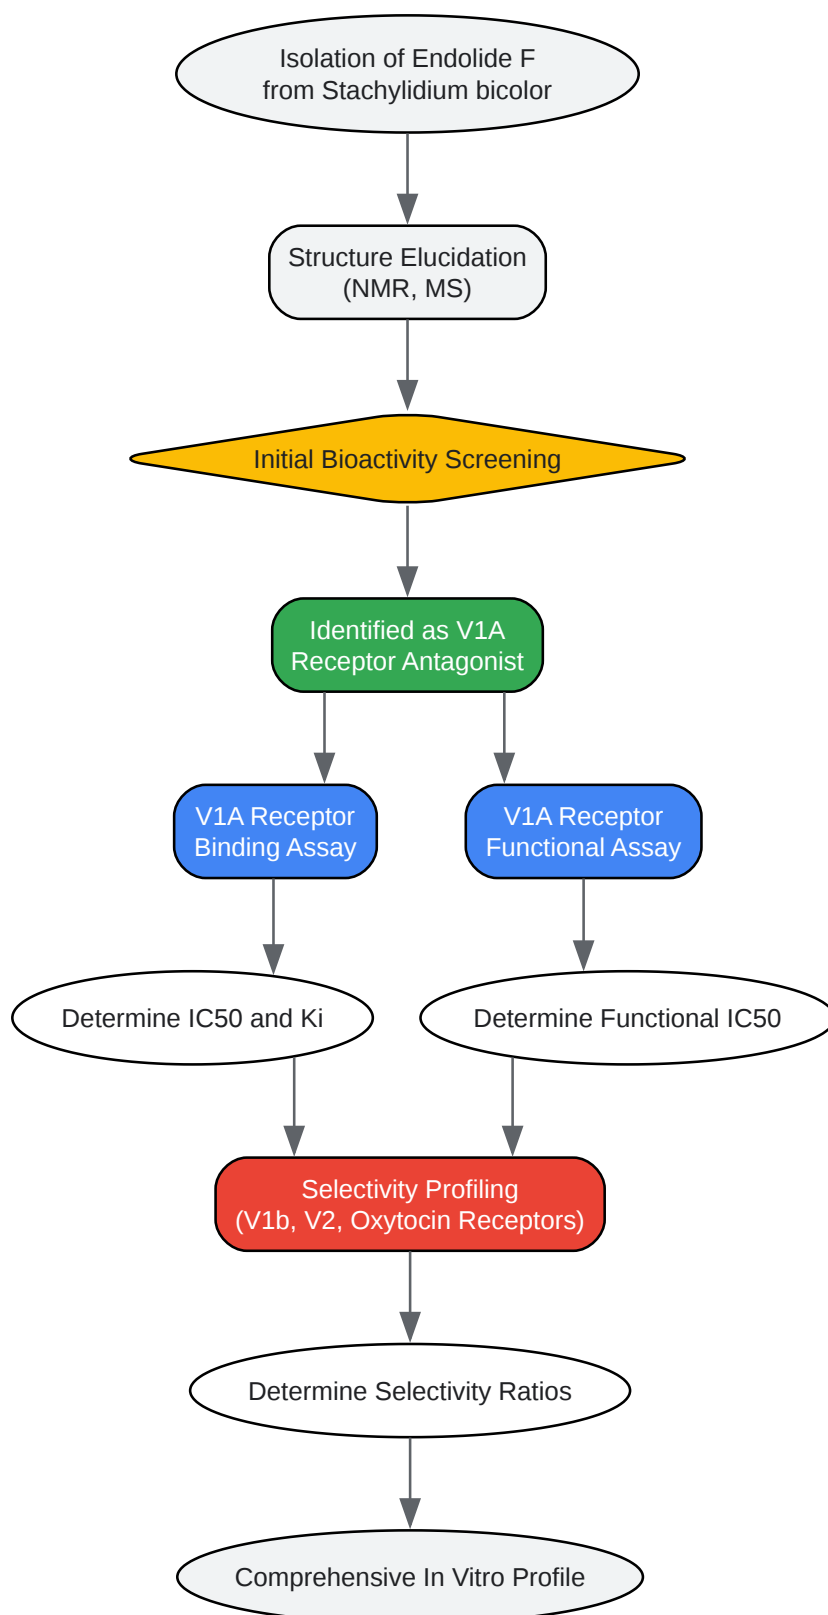 Isolation of Endolide F
from Stachylidium bicolor
Structure Elucidation
(NMR, MS)
Initial Bioactivity Screening
Identified as V1A
Receptor Antagonist
V1A Receptor
Binding Assay
V1A Receptor
Functional Assay
Determine IC50 and Ki
Determine Functional IC50
Selectivity Profiling
(V1b, V2, Oxytocin Receptors)
Determine Selectivity Ratios
Comprehensive In Vitro Profile